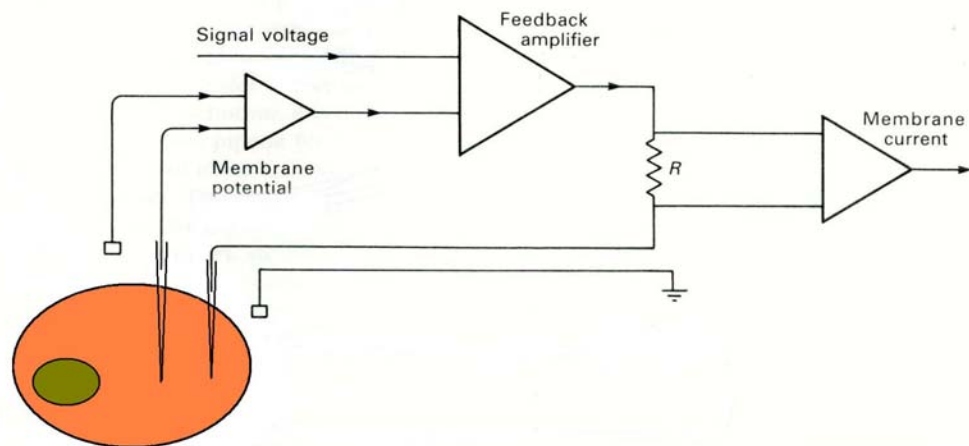 Signal voltage
Feedback
amplifier
Membrane
potential
R
Membrane
current